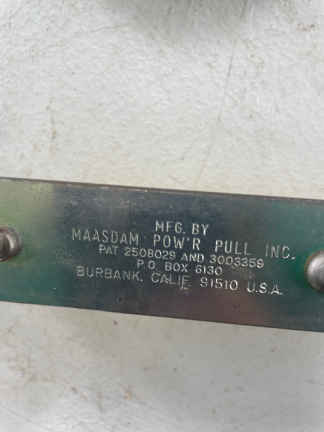 MFG. BY
MAASDAM POW'R PULL INC.
PAT 2508029 AND 3003359
P.O. BOX 6130
BURBANK, CALIF. 91510 U.S.A.